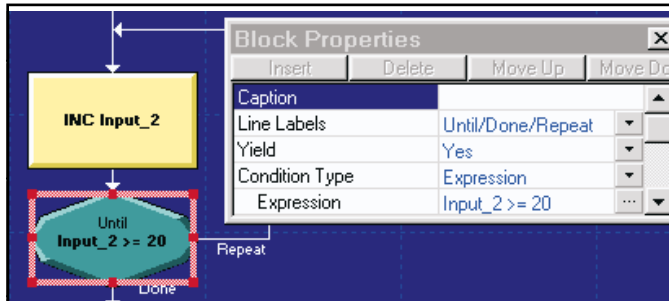 Block Properties
Insert Delete Move Up Move Do
Caption
Line Labels Until/Done/Repeat
Yield Yes
Condition Type Expression
Expression Input_2 >= 20 ...
INC Input_2
Until
Input_2 >= 20
Repeat
Done